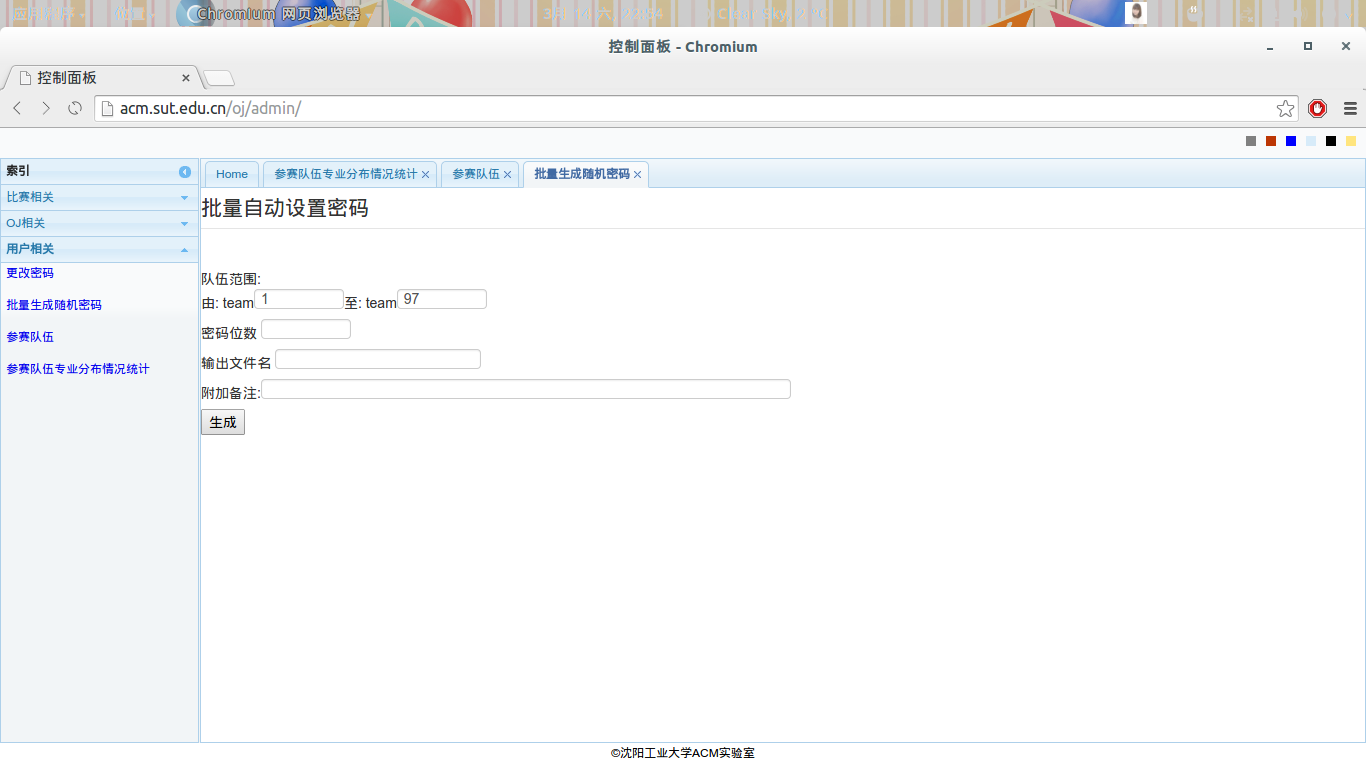 Chromium 网页浏览器
控制面板 - Chromium
控制面板
acm.sut.edu.cn/oj/admin/
索引
比赛相关
OJ相关
用户相关
更改密码
批量生成随机密码
参赛队伍
参赛队伍专业分布情况统计
Home 参赛队伍专业分布情况统计 参赛队伍 批量生成随机密码
批量自动设置密码
队伍范围:
由: team 1 至: team 97
密码位数
输出文件名
附加备注:
生成
©沈阳工业大学ACM实验室